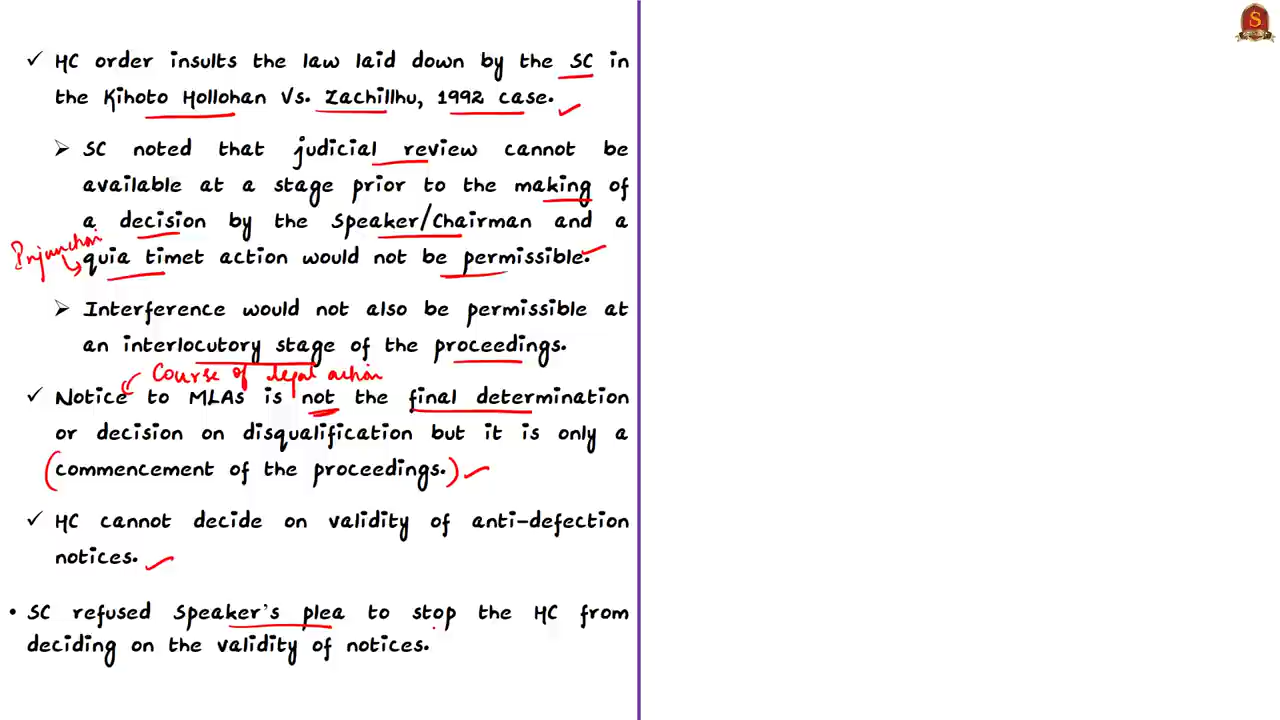 ✓ HC order insults the law laid down by the SC in
the Kihoto Hollohan Vs. Zachillhu, 1992 case.
➢ SC noted that judicial review cannot be
available at a stage prior to the making of
a decision by the Speaker/Chairman and a
Injunction
quia timet action would not be permissible.
➢ Interference would not also be permissible at
an interlocutory stage of the proceedings.
Course of legal action
✓ Notice to MLAs is not the final determination
or decision on disqualification but it is only a
(commencement of the proceedings.)
✓ HC cannot decide on validity of anti-defection
notices.
• SC refused Speaker's plea to stop the HC from
deciding on the validity of notices.
S